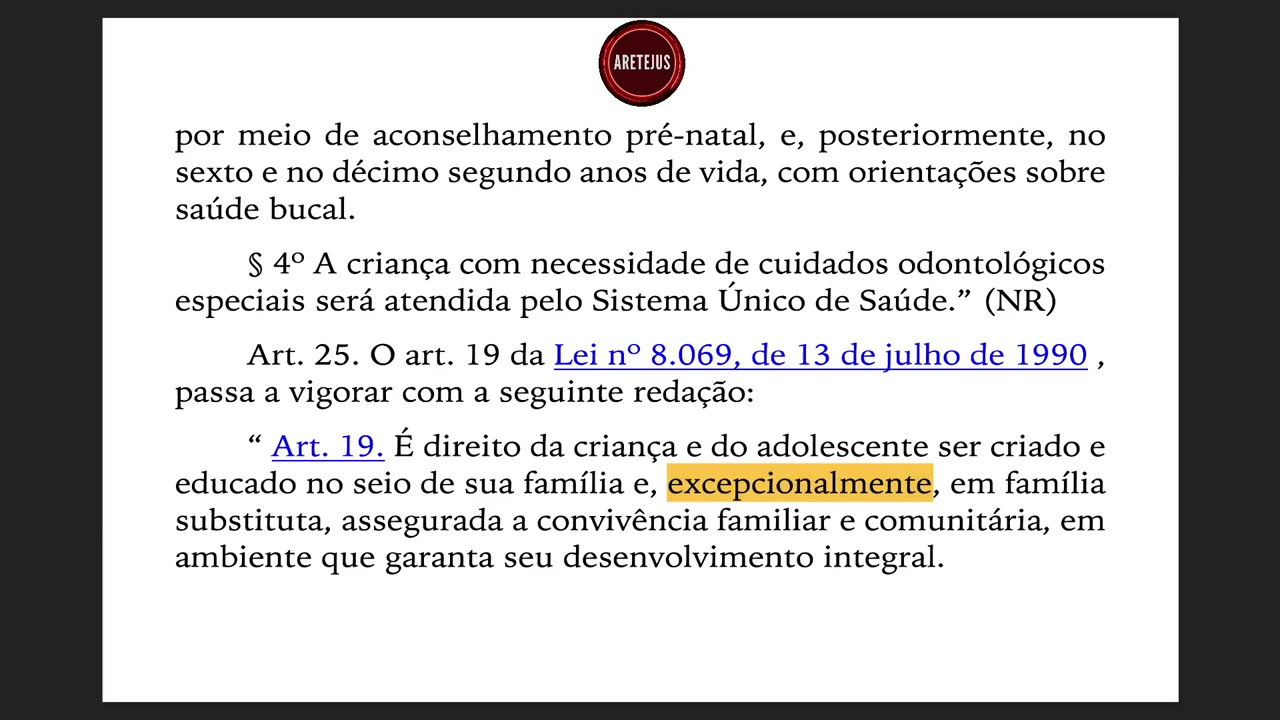 ARETEJUS
por meio de aconselhamento pré-natal, e, posteriormente, no
sexto e no décimo segundo anos de vida, com orientações sobre
saúde bucal.
§ 4º A criança com necessidade de cuidados odontológicos
especiais será atendida pelo Sistema Único de Saúde.” (NR)
Art. 25. O art. 19 da Lei nº 8.069, de 13 de julho de 1990 ,
passa a vigorar com a seguinte redação:
“ Art. 19. É direito da criança e do adolescente ser criado e
educado no seio de sua família e, excepcionalmente, em família
substituta, assegurada a convivência familiar e comunitária, em
ambiente que garanta seu desenvolvimento integral.